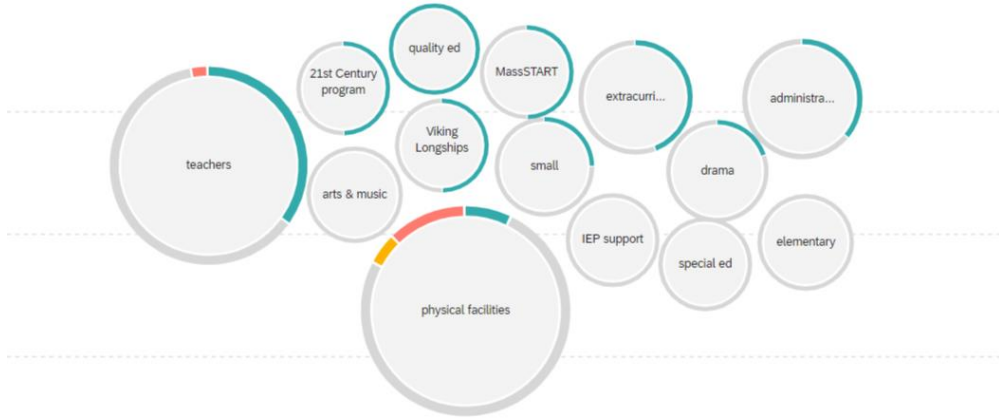 quality ed
21st Century
program
MassSTART
extracurri...
administra...
Viking
Longships
teachers
small
drama
arts & music
IEP support
special ed
elementary
physical facilities